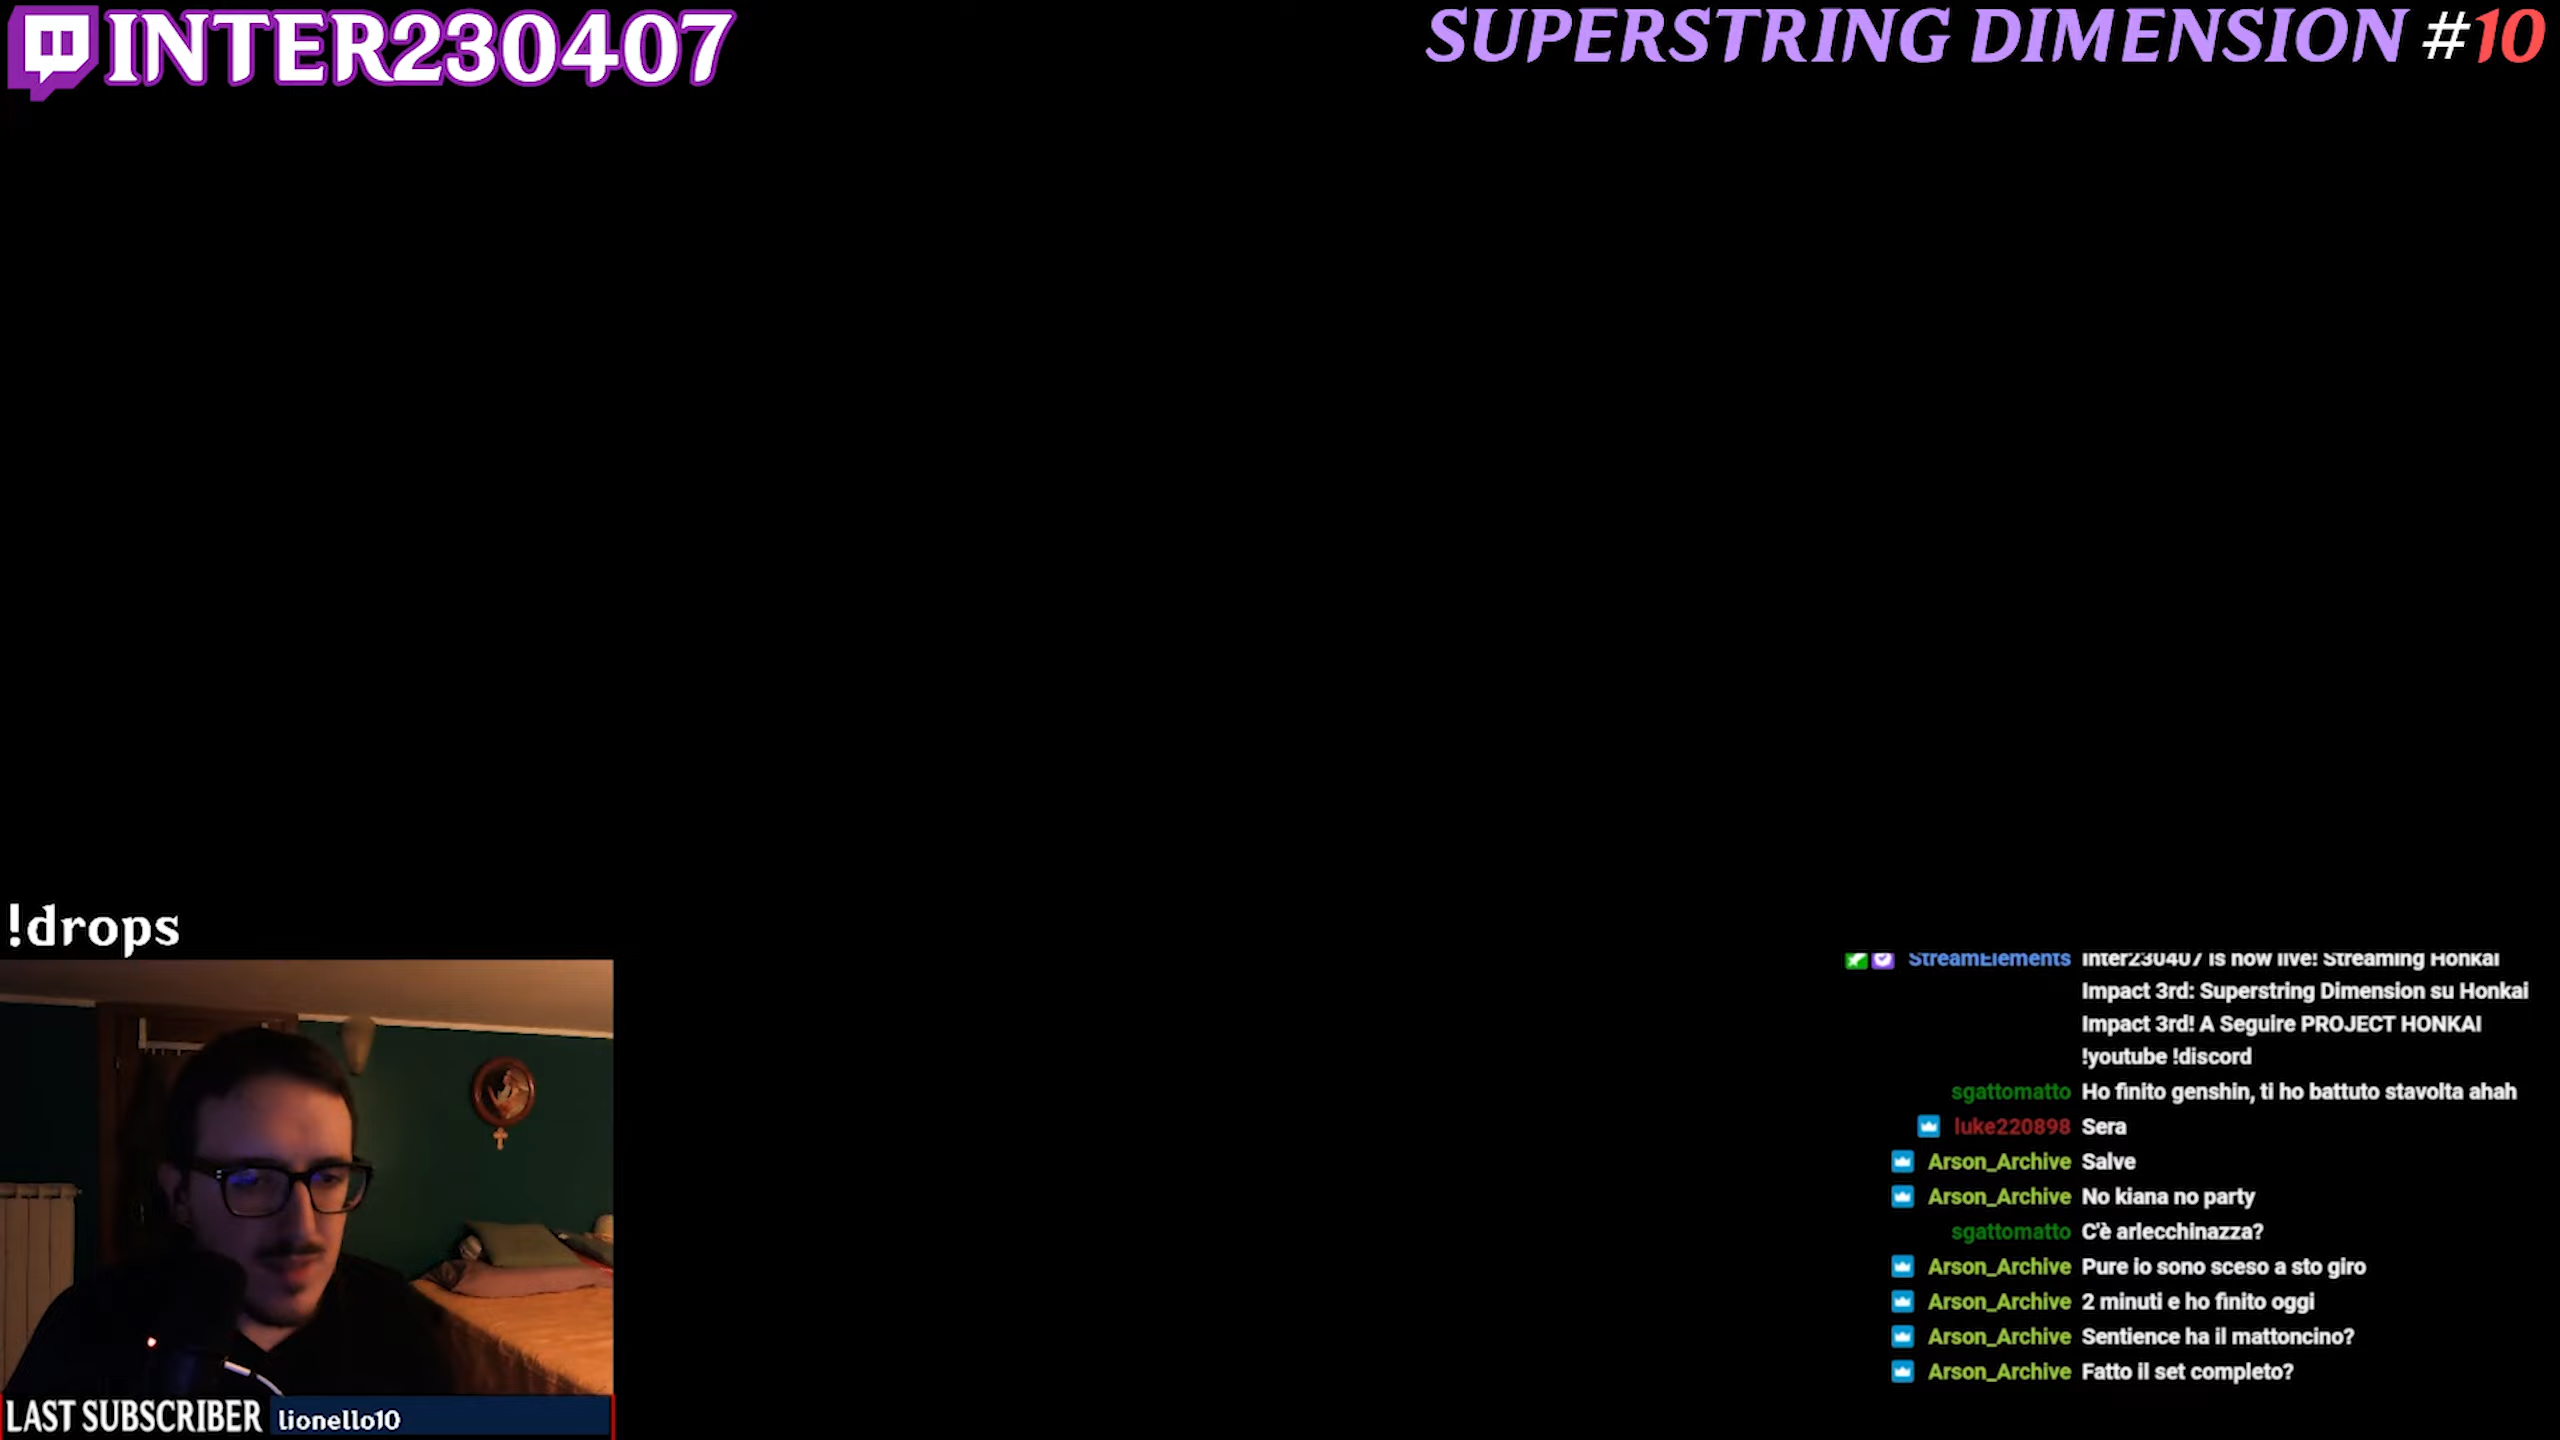 INTER230407
SUPERSTRING DIMENSION #10
!drops
StreamElements Inter230407 is now live! Streaming Honkai
Impact 3rd: Superstring Dimension su Honkai
Impact 3rd! A Seguire PROJECT HONKAI
!youtube !discord
sgattomatto Ho finito genshin, ti ho battuto stavolta ahah
luke220898 Sera
Arson_Archive Salve
Arson_Archive No kiana no party
sgattomatto C'è arlecchinazza?
Arson_Archive Pure io sono sceso a sto giro
Arson_Archive 2 minuti e ho finito oggi
Arson_Archive Sentience ha il mattoncino?
Arson_Archive Fatto il set completo?
LAST SUBSCRIBER lionello10